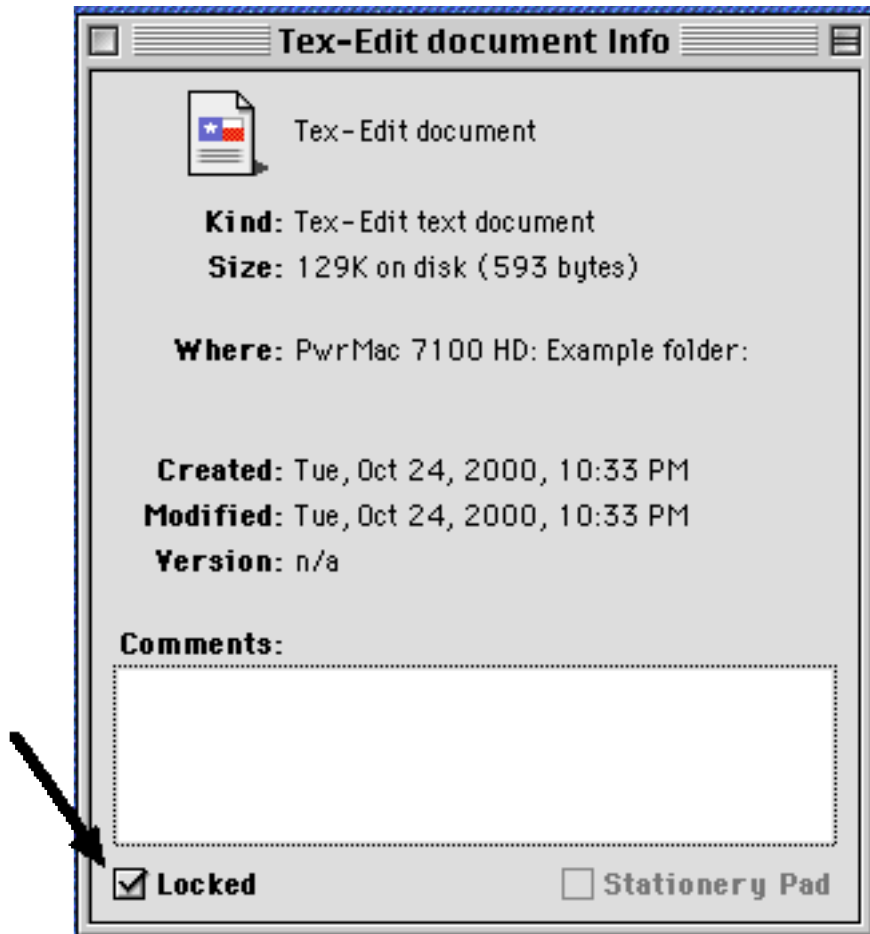 Tex-Edit document Info
Tex-Edit document
Kind: Tex-Edit text document
Size: 129K on disk (593 bytes)
Where: PwrMac 7100 HD: Example folder:
Created: Tue, Oct 24, 2000, 10:33 PM
Modified: Tue, Oct 24, 2000, 10:33 PM
Version: n/a
Comments:
Locked Stationery Pad